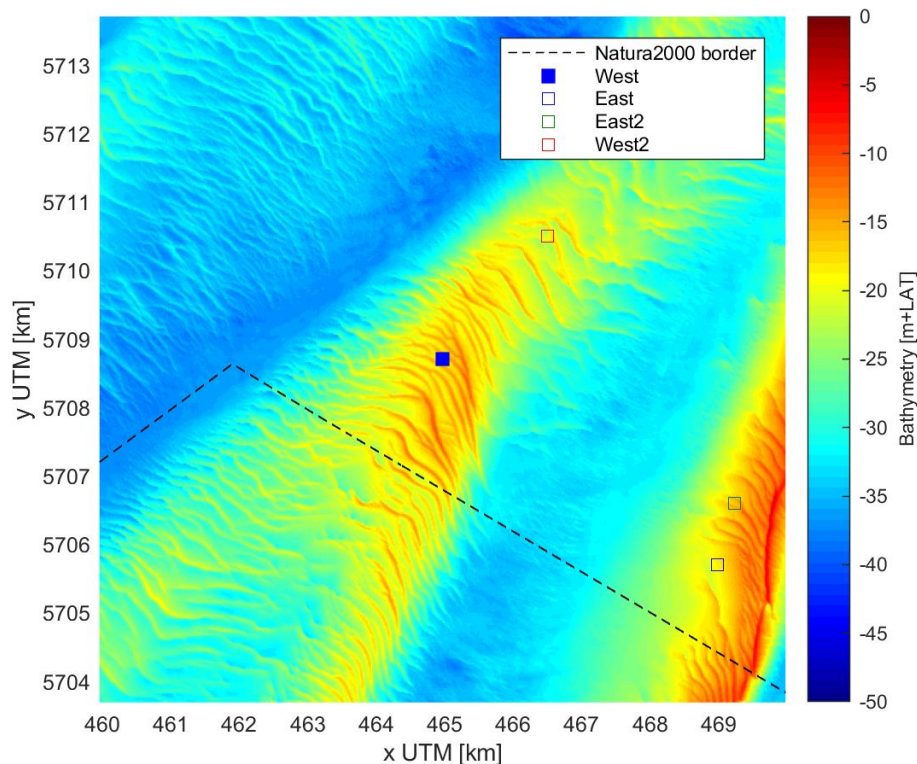 Natura2000 border
West
East
East2
West2
5713
5712
5711
5710
5709
5708
5707
5706
5705
5704
y UTM [km]
460 461 462 463 464 465 466 467 468 469
x UTM [km]
0
-5
-10
-15
-20
-25
-30
-35
-40
-45
-50
Bathymetry [m+LAT]